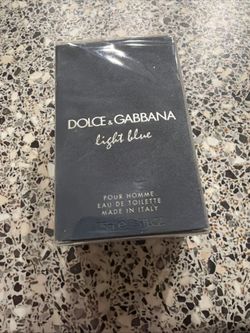 DOLCE & GABBANA
light blue
POUR HOMME
EAU DE TOILETTE
MADE IN ITALY